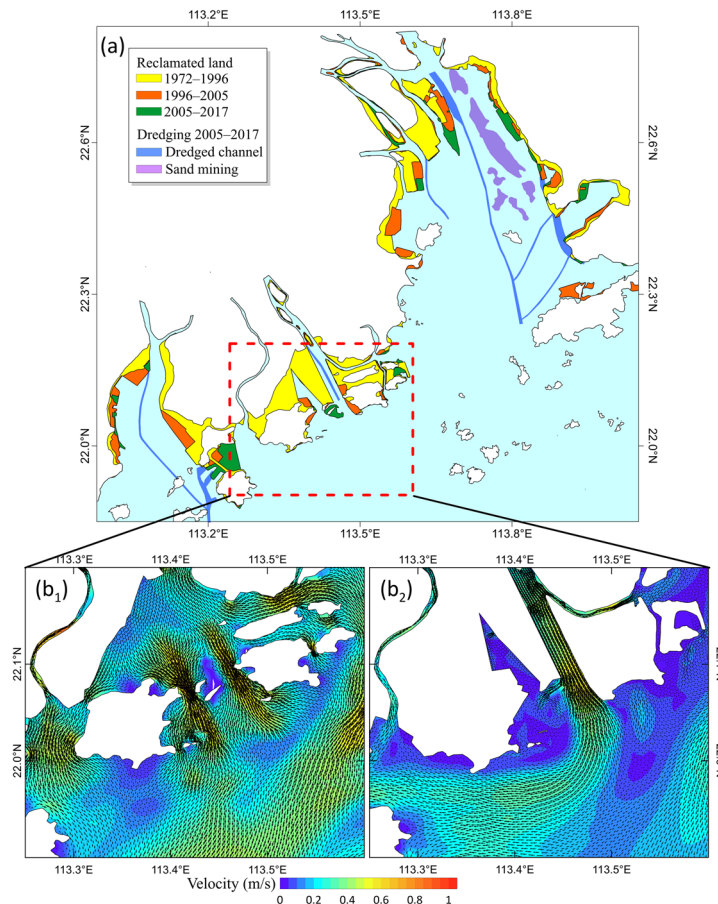 113.2°E 113.5°E 113.8°E
(a)
Reclamated land
1972–1996
1996–2005
2005–2017
Dredging 2005–2017
Dredged channel
Sand mining
22.6°N 22.6°N
22.3°N 22.3°N
22.0°N 22.0°N
113.2°E 113.5°E 113.8°E
113.3°E 113.4°E 113.5°E 113.3°E 113.4°E 113.5°E
(b1) (b2)
22.1°N
22.0°N
113.3°E 113.4°E 113.5°E 113.3°E 113.4°E 113.5°E
Velocity (m/s)
0 0.2 0.4 0.6 0.8 1